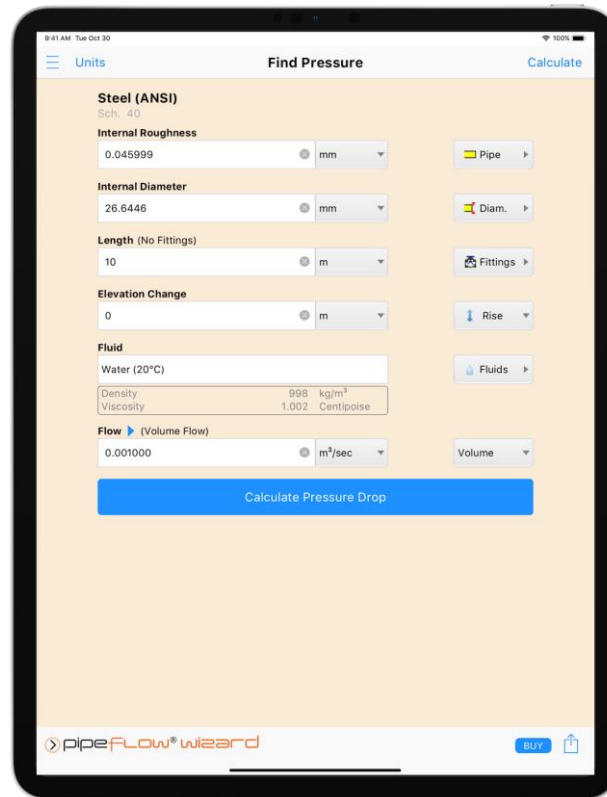 9:41 AM Tue Oct 30 100%
Units Find Pressure Calculate
Steel (ANSI)
Sch. 40
Internal Roughness
0.045999 mm Pipe
Internal Diameter
26.6446 mm Diam.
Length (No Fittings)
10 m Fittings
Elevation Change
0 m Rise
Fluid
Water (20°C) Fluids
Density 998 kg/m³
Viscosity 1.002 Centipoise
Flow (Volume Flow)
0.001000 m³/sec Volume
Calculate Pressure Drop
pipe FLOW® wizard BUY